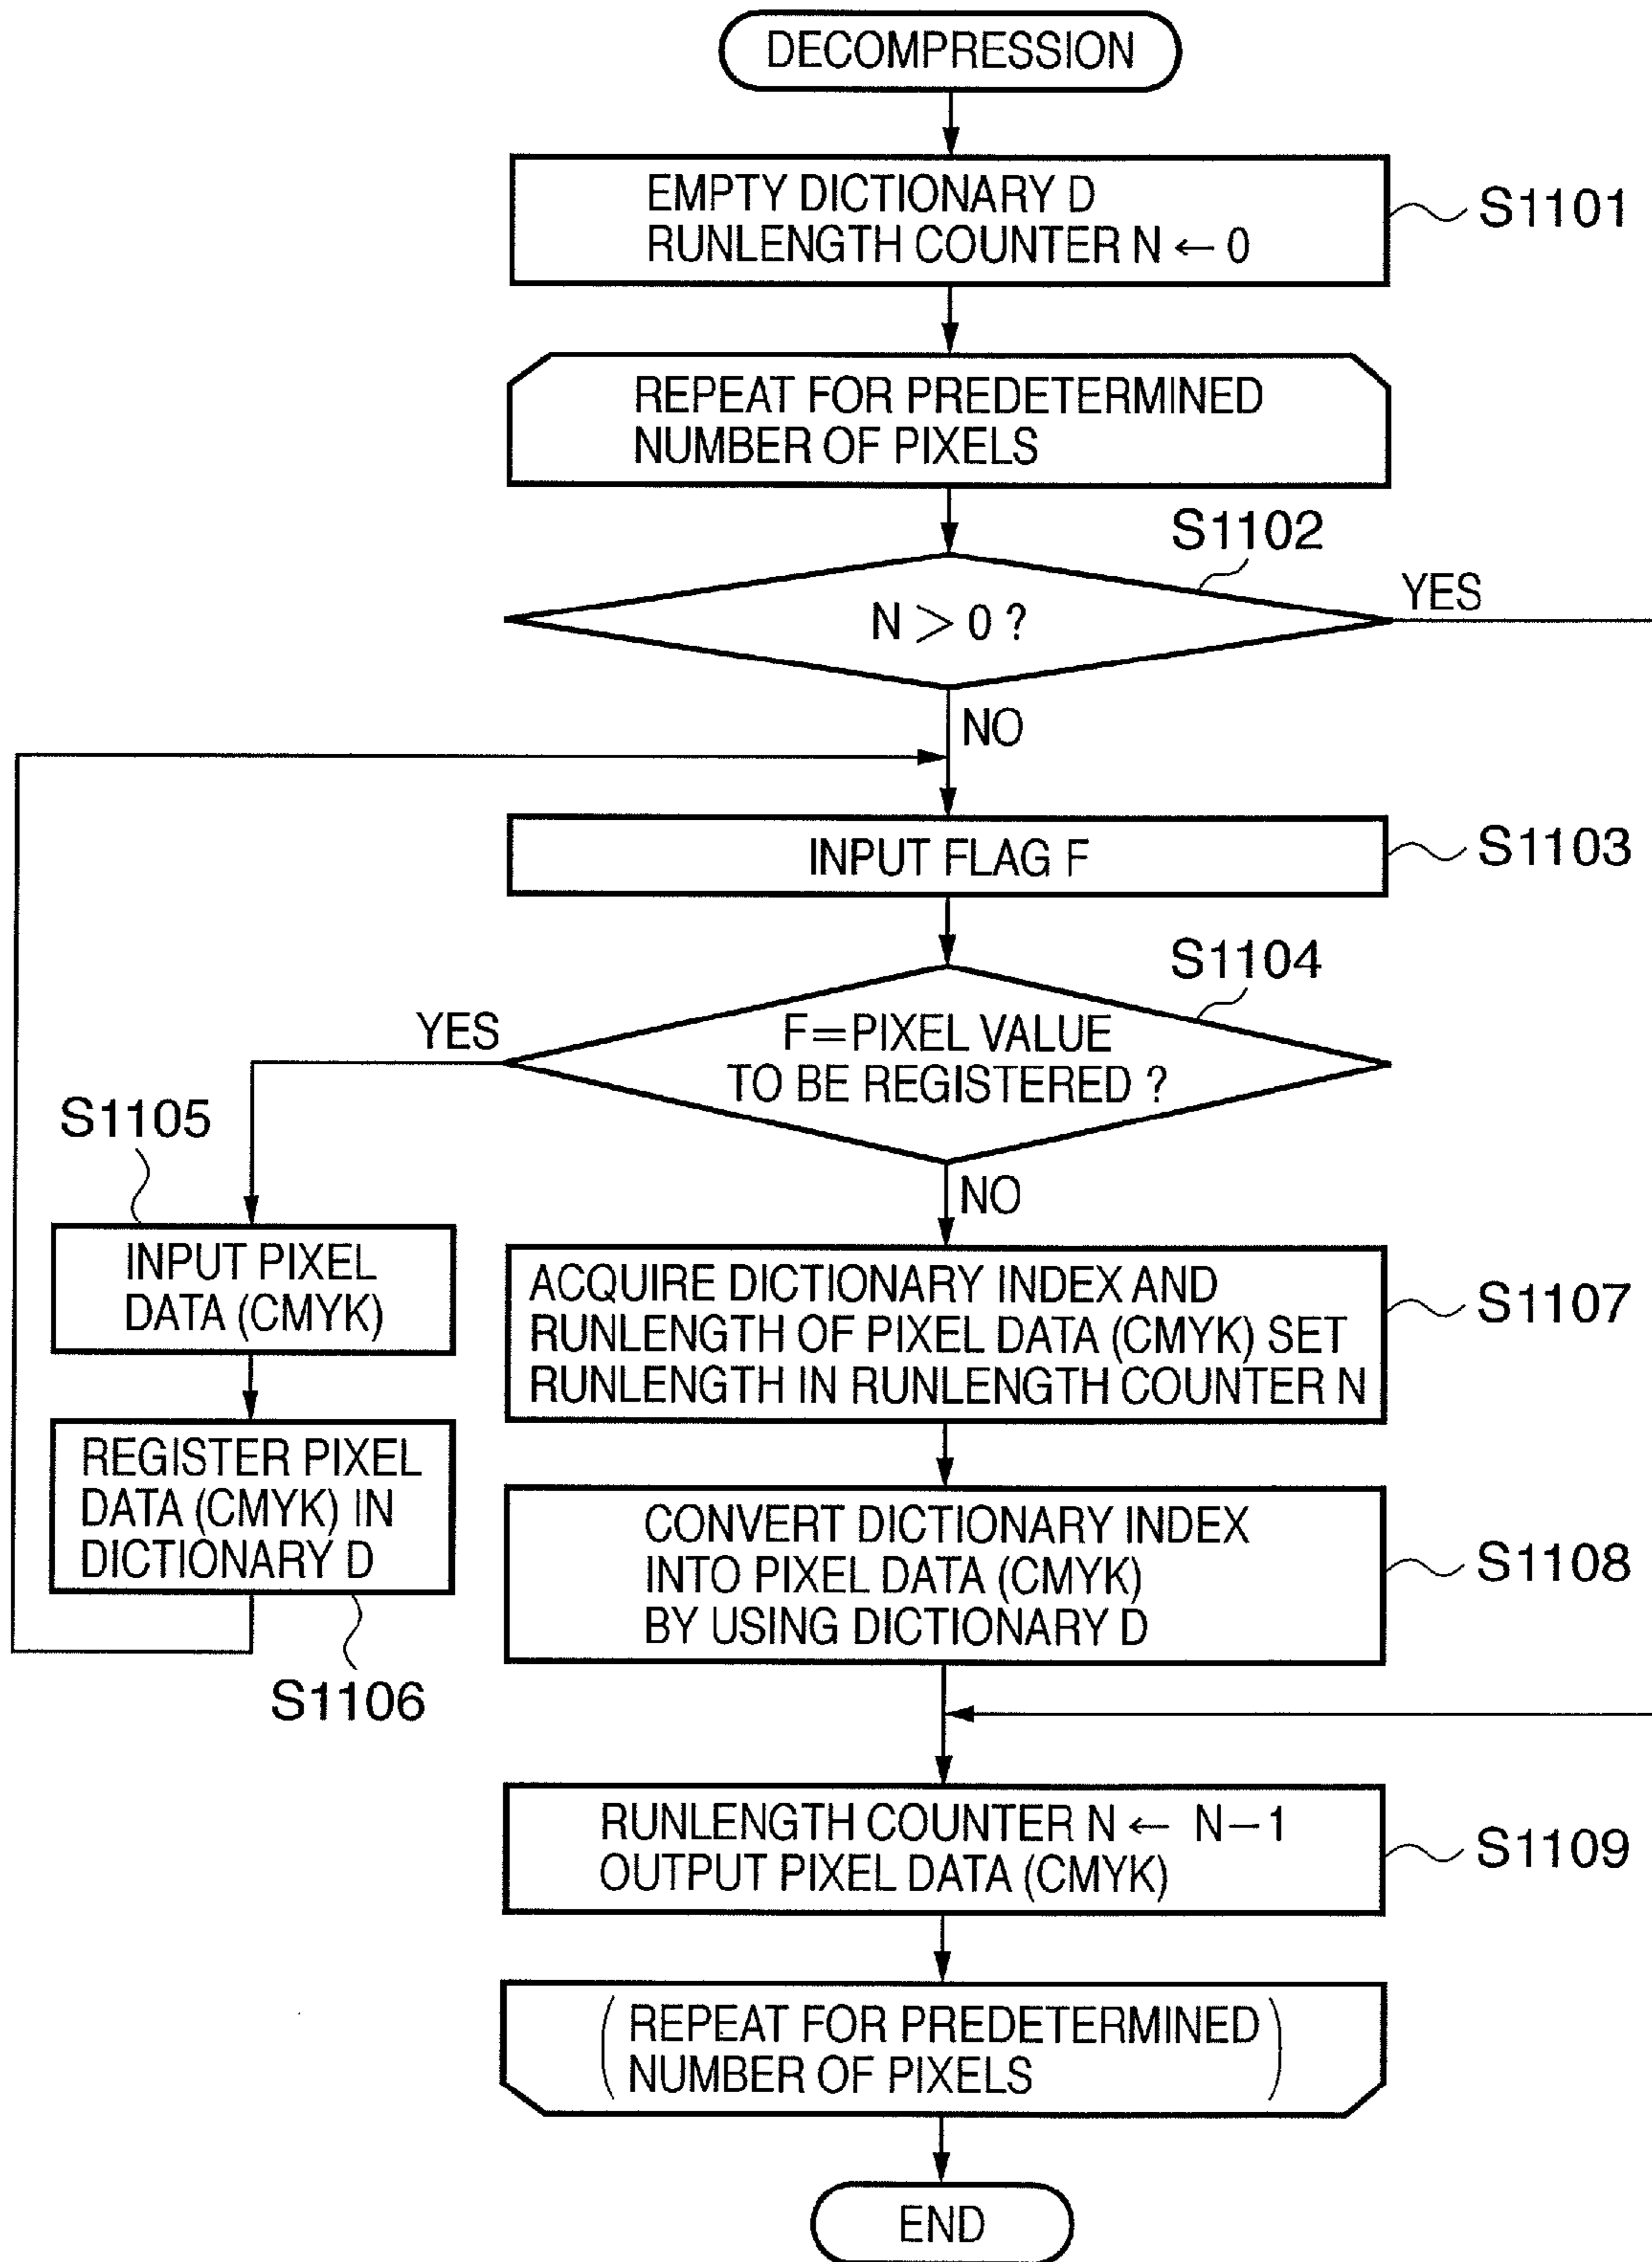 DECOMPRESSION
EMPTY DICTIONARY D
RUNLENGTH COUNTER N ← 0
S1101
REPEAT FOR PREDETERMINED
NUMBER OF PIXELS
S1102
N > 0 ?
YES
NO
INPUT FLAG F
S1103
S1104
F=PIXEL VALUE
TO BE REGISTERED ?
YES
NO
S1105
INPUT PIXEL
DATA (CMYK)
REGISTER PIXEL
DATA (CMYK) IN
DICTIONARY D
S1106
ACQUIRE DICTIONARY INDEX AND
RUNLENGTH OF PIXEL DATA (CMYK) SET
RUNLENGTH IN RUNLENGTH COUNTER N
S1107
CONVERT DICTIONARY INDEX
INTO PIXEL DATA (CMYK)
BY USING DICTIONARY D
S1108
RUNLENGTH COUNTER N ← N−1
OUTPUT PIXEL DATA (CMYK)
S1109
(REPEAT FOR PREDETERMINED
NUMBER OF PIXELS)
END